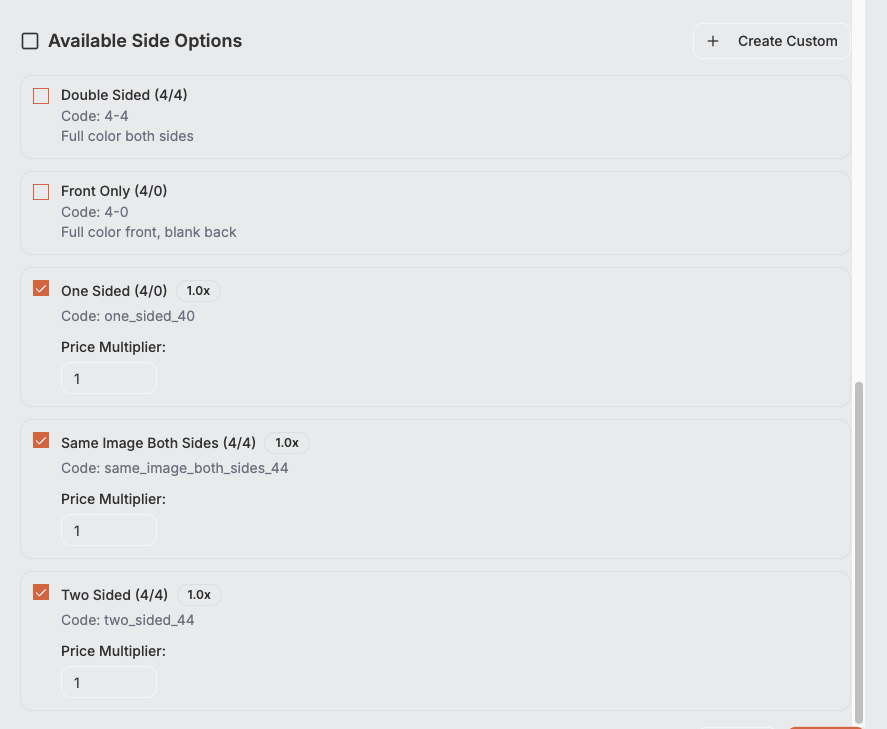 Available Side Options
+ Create Custom
Double Sided (4/4)
Code: 4-4
Full color both sides
Front Only (4/0)
Code: 4-0
Full color front, blank back
One Sided (4/0) 1.0x
Code: one_sided_40
Price Multiplier:
1
Same Image Both Sides (4/4) 1.0x
Code: same_image_both_sides_44
Price Multiplier:
1
Two Sided (4/4) 1.0x
Code: two_sided_44
Price Multiplier:
1